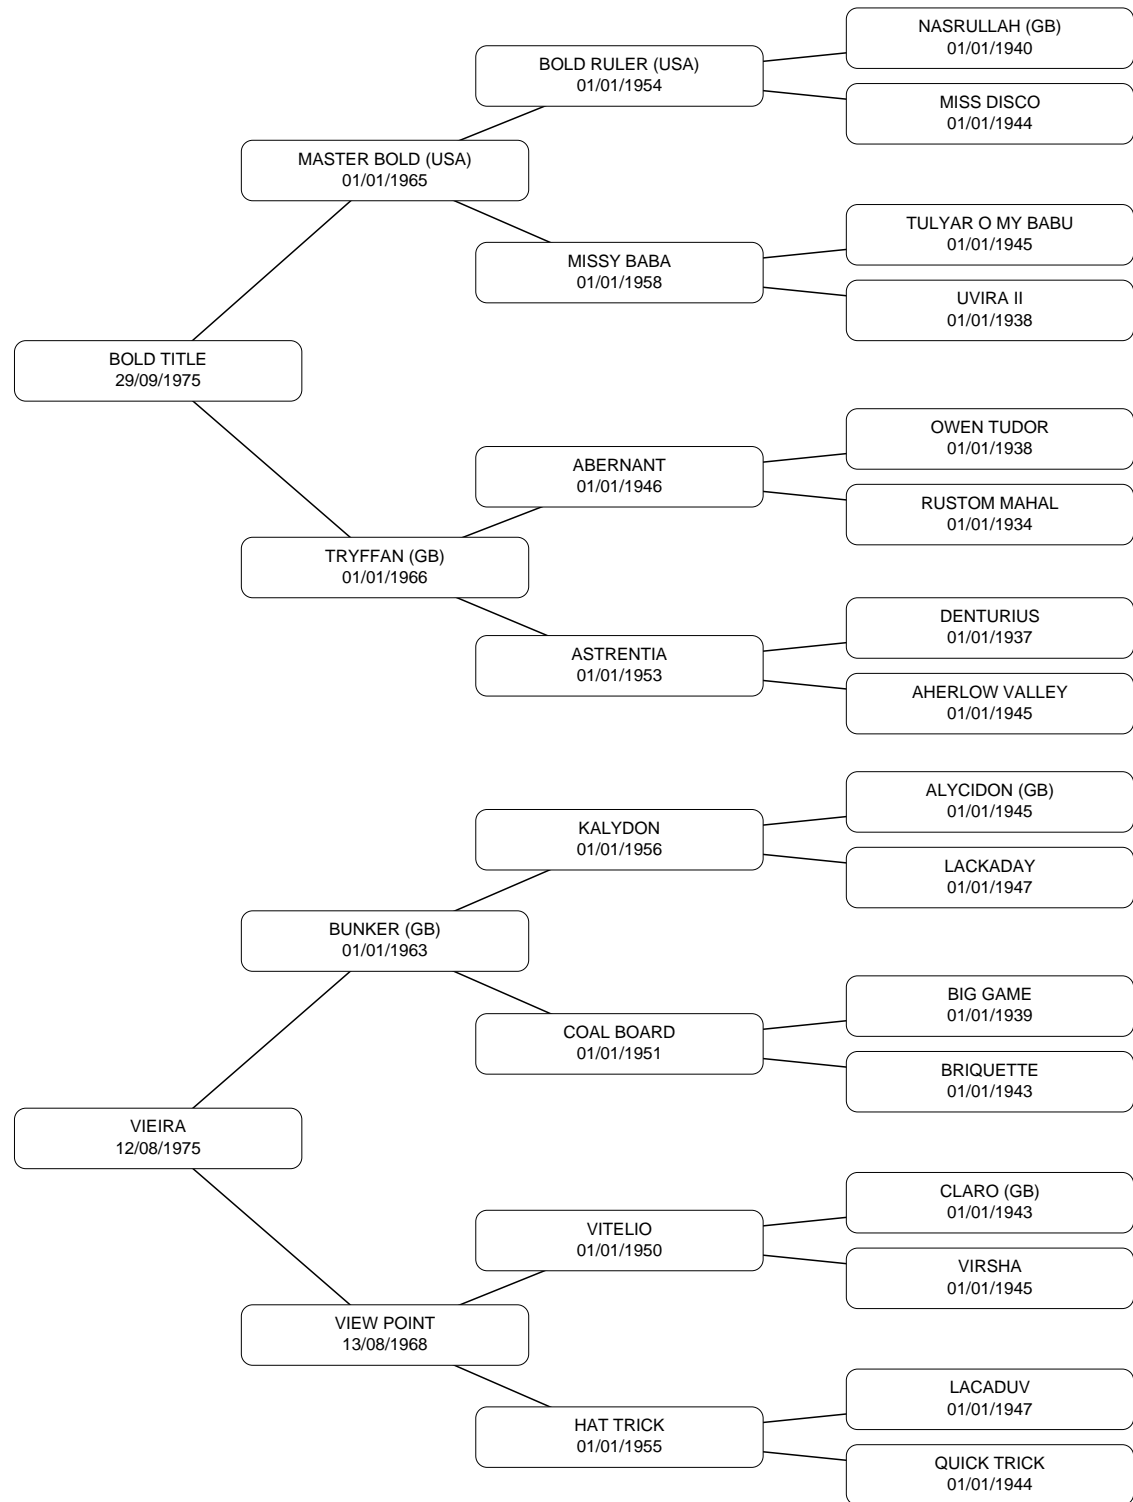 NASRULLAH (GB)
01/01/1940
BOLD RULER (USA)
01/01/1954
MISS DISCO
01/01/1944
MASTER BOLD (USA)
01/01/1965
TULYAR O MY BABU
01/01/1945
MISSY BABA
01/01/1958
UVIRA II
01/01/1938
BOLD TITLE
29/09/1975
OWEN TUDOR
01/01/1938
ABERNANT
01/01/1946
RUSTOM MAHAL
01/01/1934
TRYFFAN (GB)
01/01/1966
DENTURIUS
01/01/1937
ASTRENTIA
01/01/1953
AHERLOW VALLEY
01/01/1945
ALYCIDON (GB)
01/01/1945
KALYDON
01/01/1956
LACKADAY
01/01/1947
BUNKER (GB)
01/01/1963
BIG GAME
01/01/1939
COAL BOARD
01/01/1951
BRIQUETTE
01/01/1943
VIEIRA
12/08/1975
CLARO (GB)
01/01/1943
VITELIO
01/01/1950
VIRSHA
01/01/1945
VIEW POINT
13/08/1968
LACADUV
01/01/1947
HAT TRICK
01/01/1955
QUICK TRICK
01/01/1944